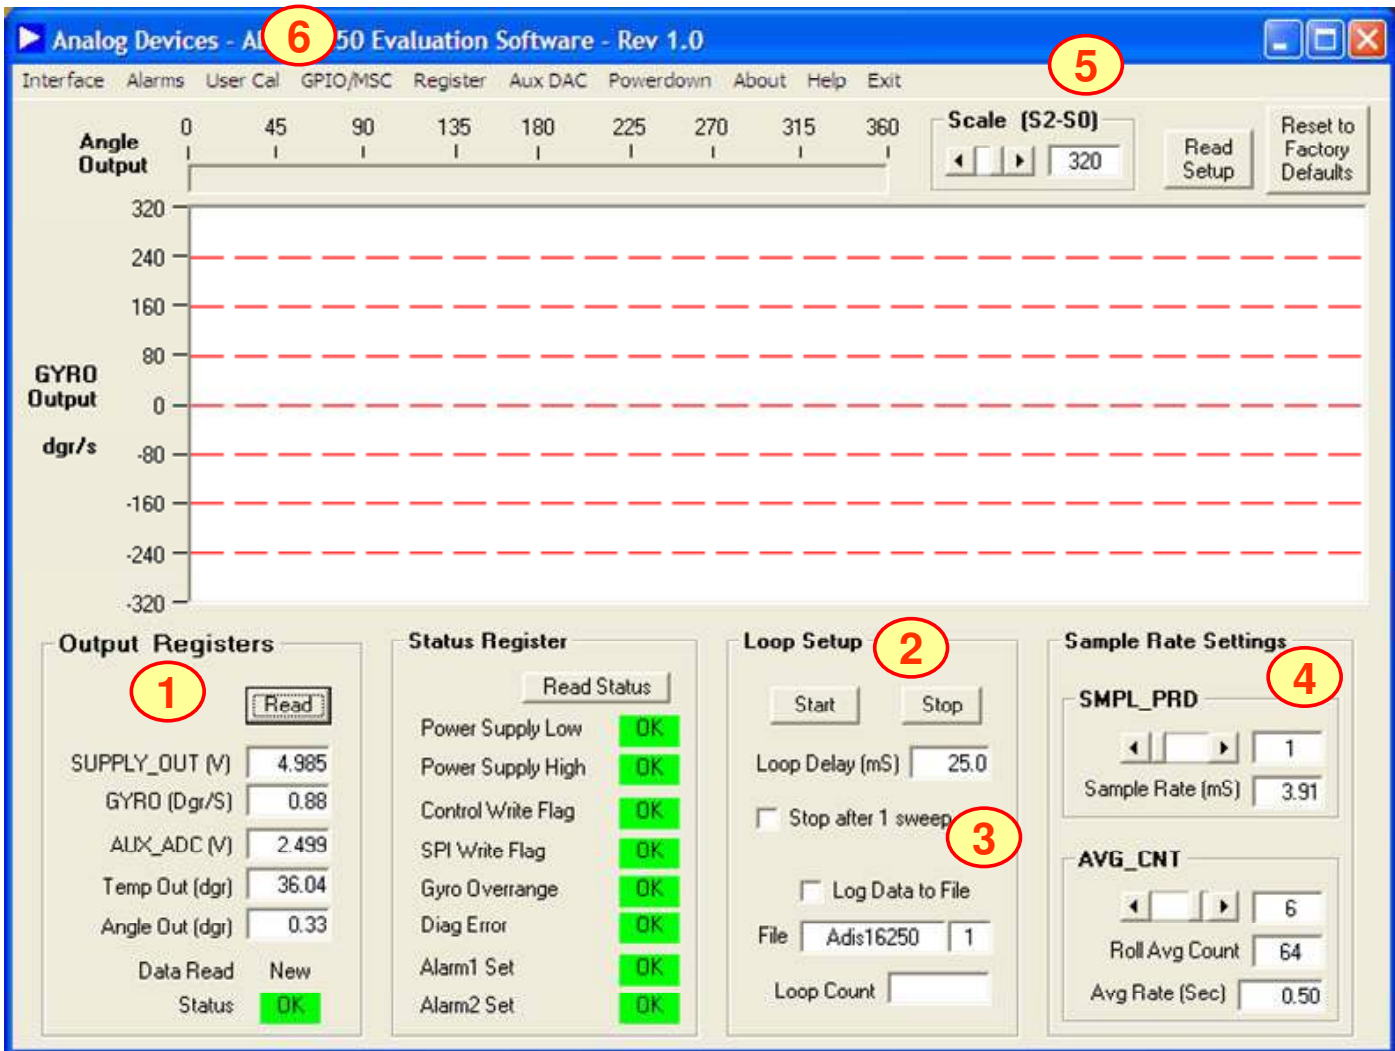 Analog Devices - AD 6 50 Evaluation Software - Rev 1.0
Interface Alarms User Cal GPIO/MSC Register Aux DAC Powerdown About Help Exit
5
Angle Output
0 45 90 135 180 225 270 315 360
Scale (S2-S0)
320
Read Setup
Reset to Factory Defaults
GYRO Output
dgr/s
320
240
160
80
0
-80
-160
-240
-320
Output Registers
1
Read
SUPPLY_OUT (V) 4.985
GYRO (Dgr/S) 0.88
AUX_ADC (V) 2.499
Temp Out (dgr) 36.04
Angle Out (dgr) 0.33
Data Read New
Status OK
Status Register
Read Status
Power Supply Low OK
Power Supply High OK
Control Write Flag OK
SPI Write Flag OK
Gyro Overrange OK
Diag Error OK
Alarm1 Set OK
Alarm2 Set OK
Loop Setup
2
Start Stop
Loop Delay (mS) 25.0
Stop after 1 sweep
3
Log Data to File
File Adis16250 1
Loop Count
Sample Rate Settings
4
SMPL_PRD
1
Sample Rate (mS) 3.91
AVG_CNT
6
Roll Avg Count 64
Avg Rate (Sec) 0.50